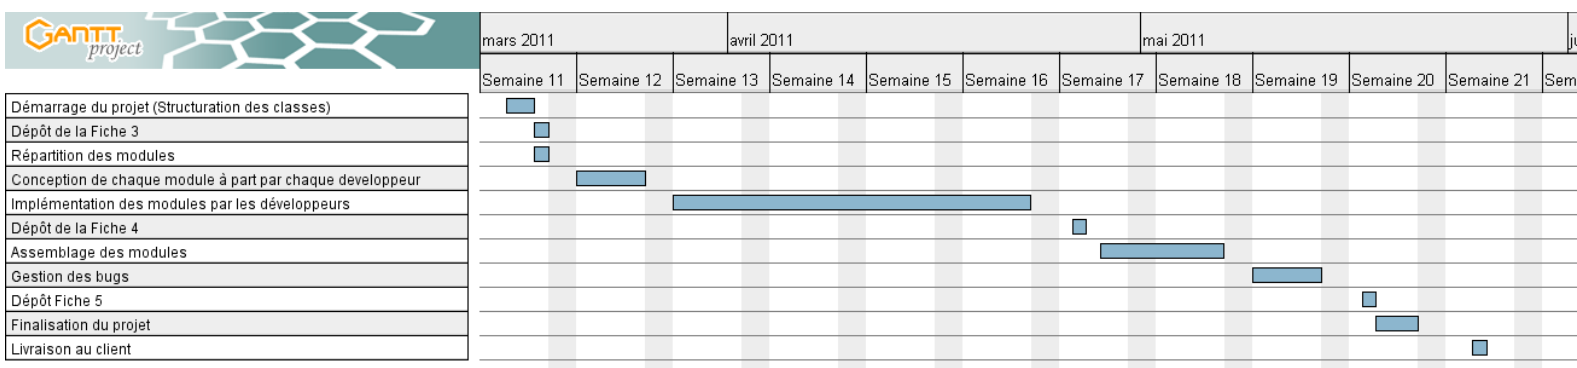 GANTT
project
mars 2011 avril 2011 mai 2011 ju
Semaine 11 Semaine 12 Semaine 13 Semaine 14 Semaine 15 Semaine 16 Semaine 17 Semaine 18 Semaine 19 Semaine 20 Semaine 21 Sem
Démarrage du projet (Structuration des classes)
Dépôt de la Fiche 3
Répartition des modules
Conception de chaque module à part par chaque developpeur
Implémentation des modules par les développeurs
Dépôt de la Fiche 4
Assemblage des modules
Gestion des bugs
Dépôt Fiche 5
Finalisation du projet
Livraison au client